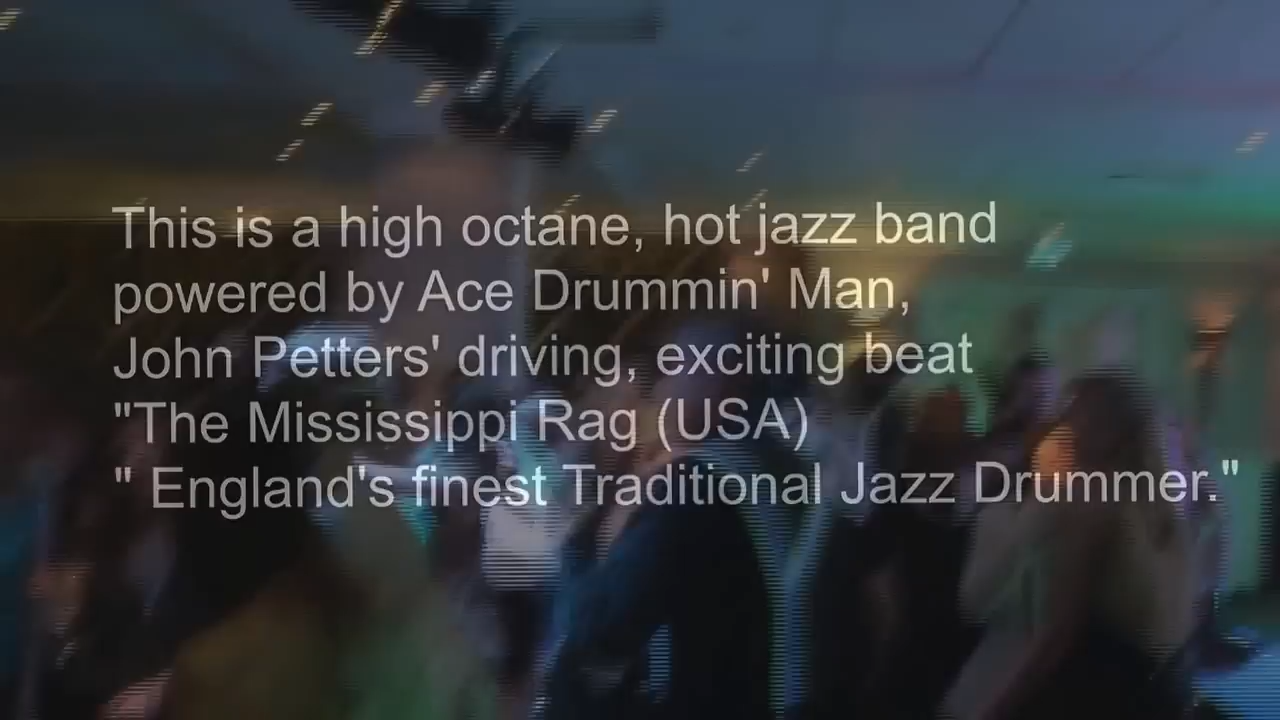 This is a high octane, hot jazz band
powered by Ace Drummin' Man,
John Petters' driving, exciting beat
"The Mississippi Rag (USA)
" England's finest Traditional Jazz Drummer."